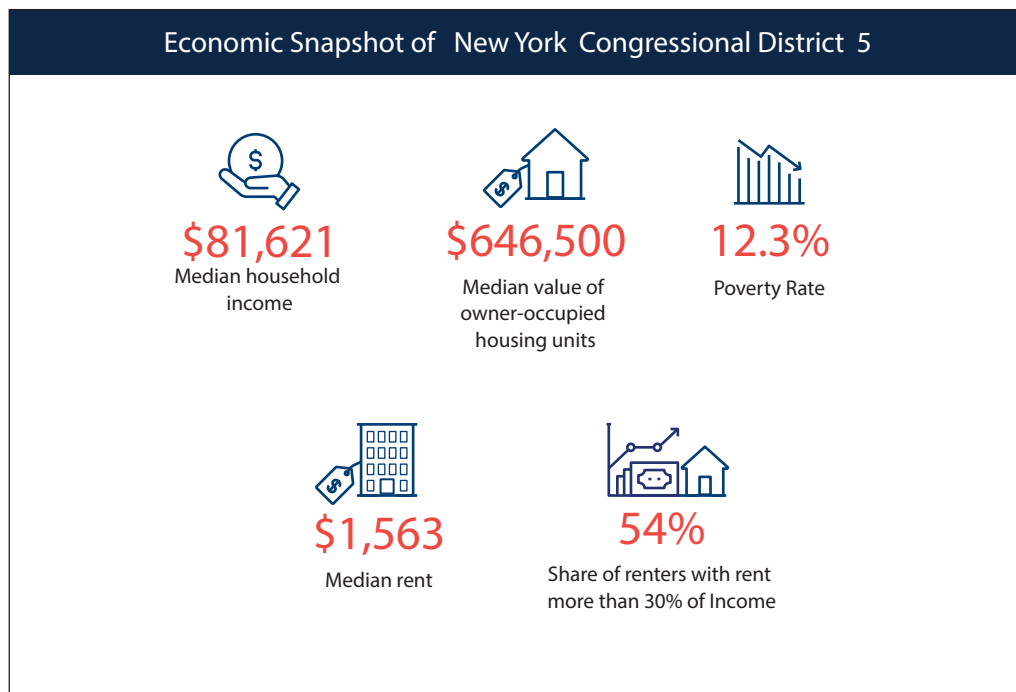 Economic Snapshot of New York Congressional District 5
$
$
$81,621
Median household
income
$646,500
Median value of
owner-occupied
housing units
12.3%
Poverty Rate
$
$1,563
Median rent
54%
Share of renters with rent
more than 30% of Income